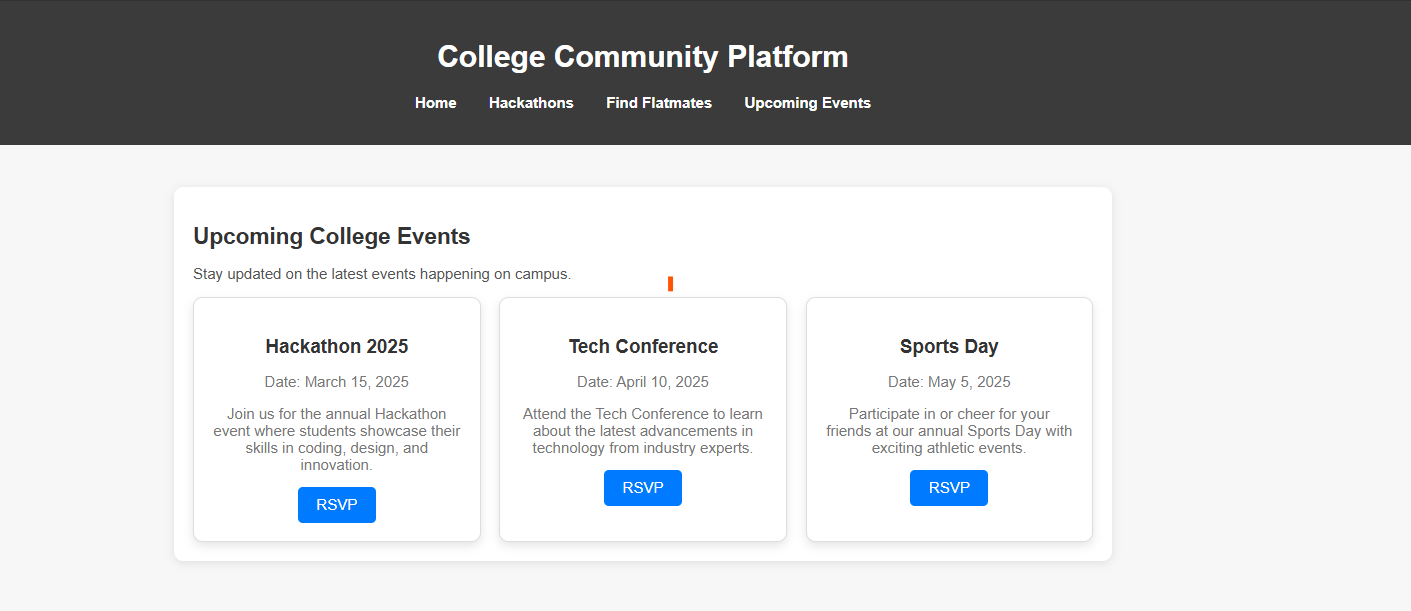 College Community Platform
Home Hackathons Find Flatmates Upcoming Events
Upcoming College Events
Stay updated on the latest events happening on campus.
Hackathon 2025
Date: March 15, 2025
Join us for the annual Hackathon
event where students showcase their
skills in coding, design, and
innovation.
RSVP
Tech Conference
Date: April 10, 2025
Attend the Tech Conference to learn
about the latest advancements in
technology from industry experts.
RSVP
Sports Day
Date: May 5, 2025
Participate in or cheer for your
friends at our annual Sports Day with
exciting athletic events.
RSVP